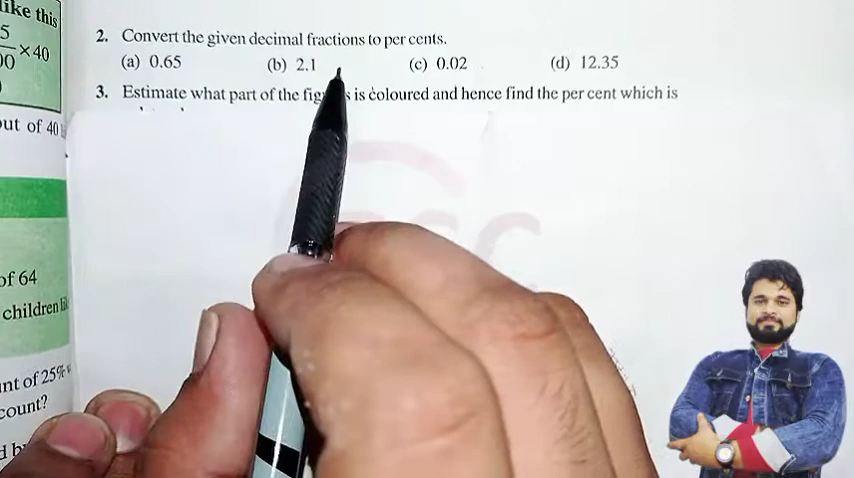 like this
5
00 × 40
out of 40
of 64
children
nt of 25%
count?
2. Convert the given decimal fractions to per cents.
(a) 0.65 (b) 2.1 (c) 0.02 (d) 12.35
3. Estimate what part of the fig s is coloured and hence find the per cent which is